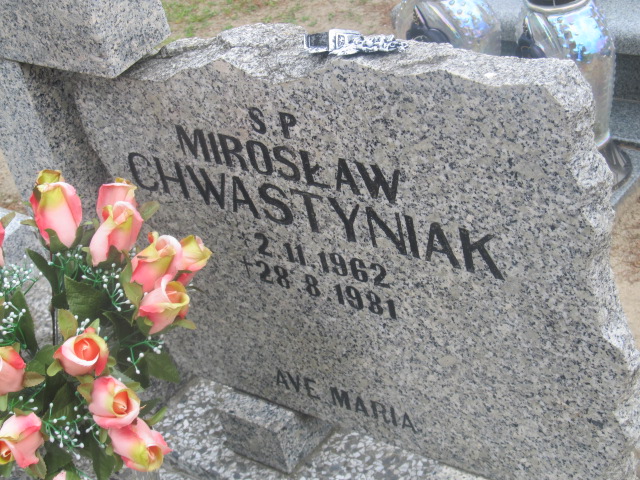 S.P
MIROSŁAW
CHWASTYNIAK
*2.11.1962
+28.8.1981
AVE MARIA